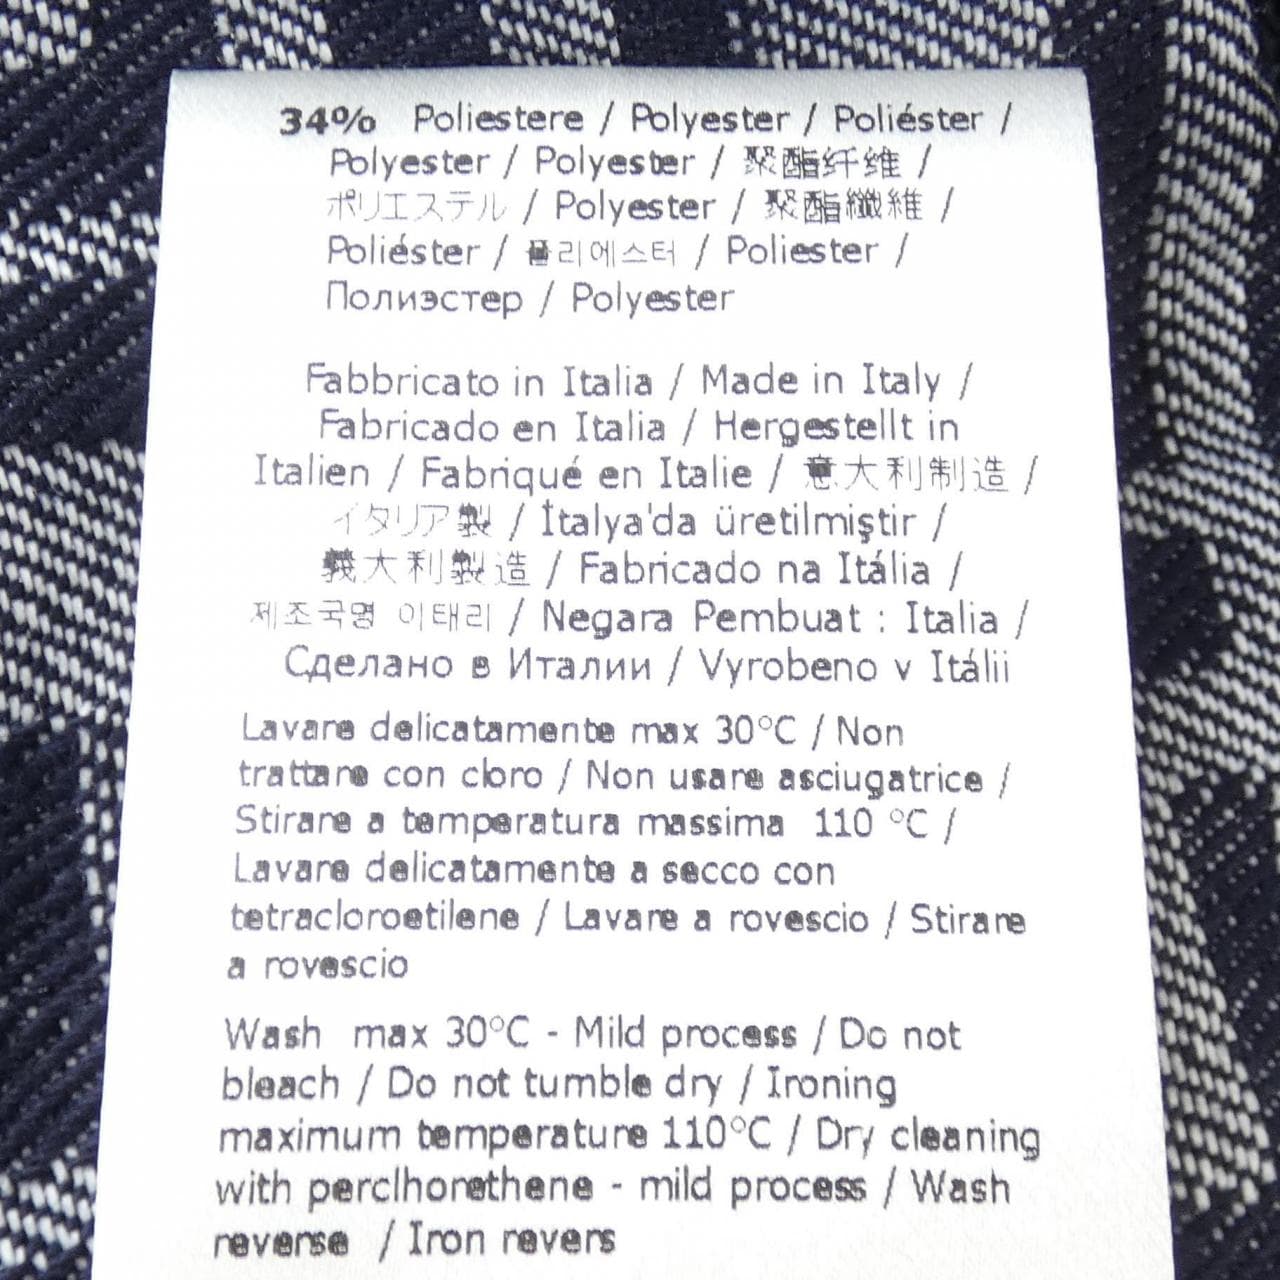 34% Poliestere / Polyester / Poliéster /
Polyester / Polyester / 聚酯纤维 /
ポリエステル / Polyester / 聚酯纖維 /
Poliéster / 폴리에스터 / Poliester /
Полиэстер / Polyester
Fabbricato in Italia / Made in Italy /
Fabricado en Italia / Hergestellt in
Italien / Fabriqué en Italie / 意大利制造 /
イタリア製 / İtalya'da üretilmiştir /
義大利製造 / Fabricado na Itália /
제조국명 이태리 / Negara Pembuat : Italia /
Сделано в Италии / Vyrobeno v Itálii
Lavare delicatamente max 30°C / Non
trattare con cloro / Non usare asciugatrice /
Stirare a temperatura massima 110 °C /
Lavare delicatamente a secco con
tetracloroetilene / Lavare a rovescio / Stirare
a rovescio
Wash max 30°C - Mild process / Do not
bleach / Do not tumble dry / Ironing
maximum temperature 110°C / Dry cleaning
with perclhorethene - mild process / Wash
reverse / Iron revers